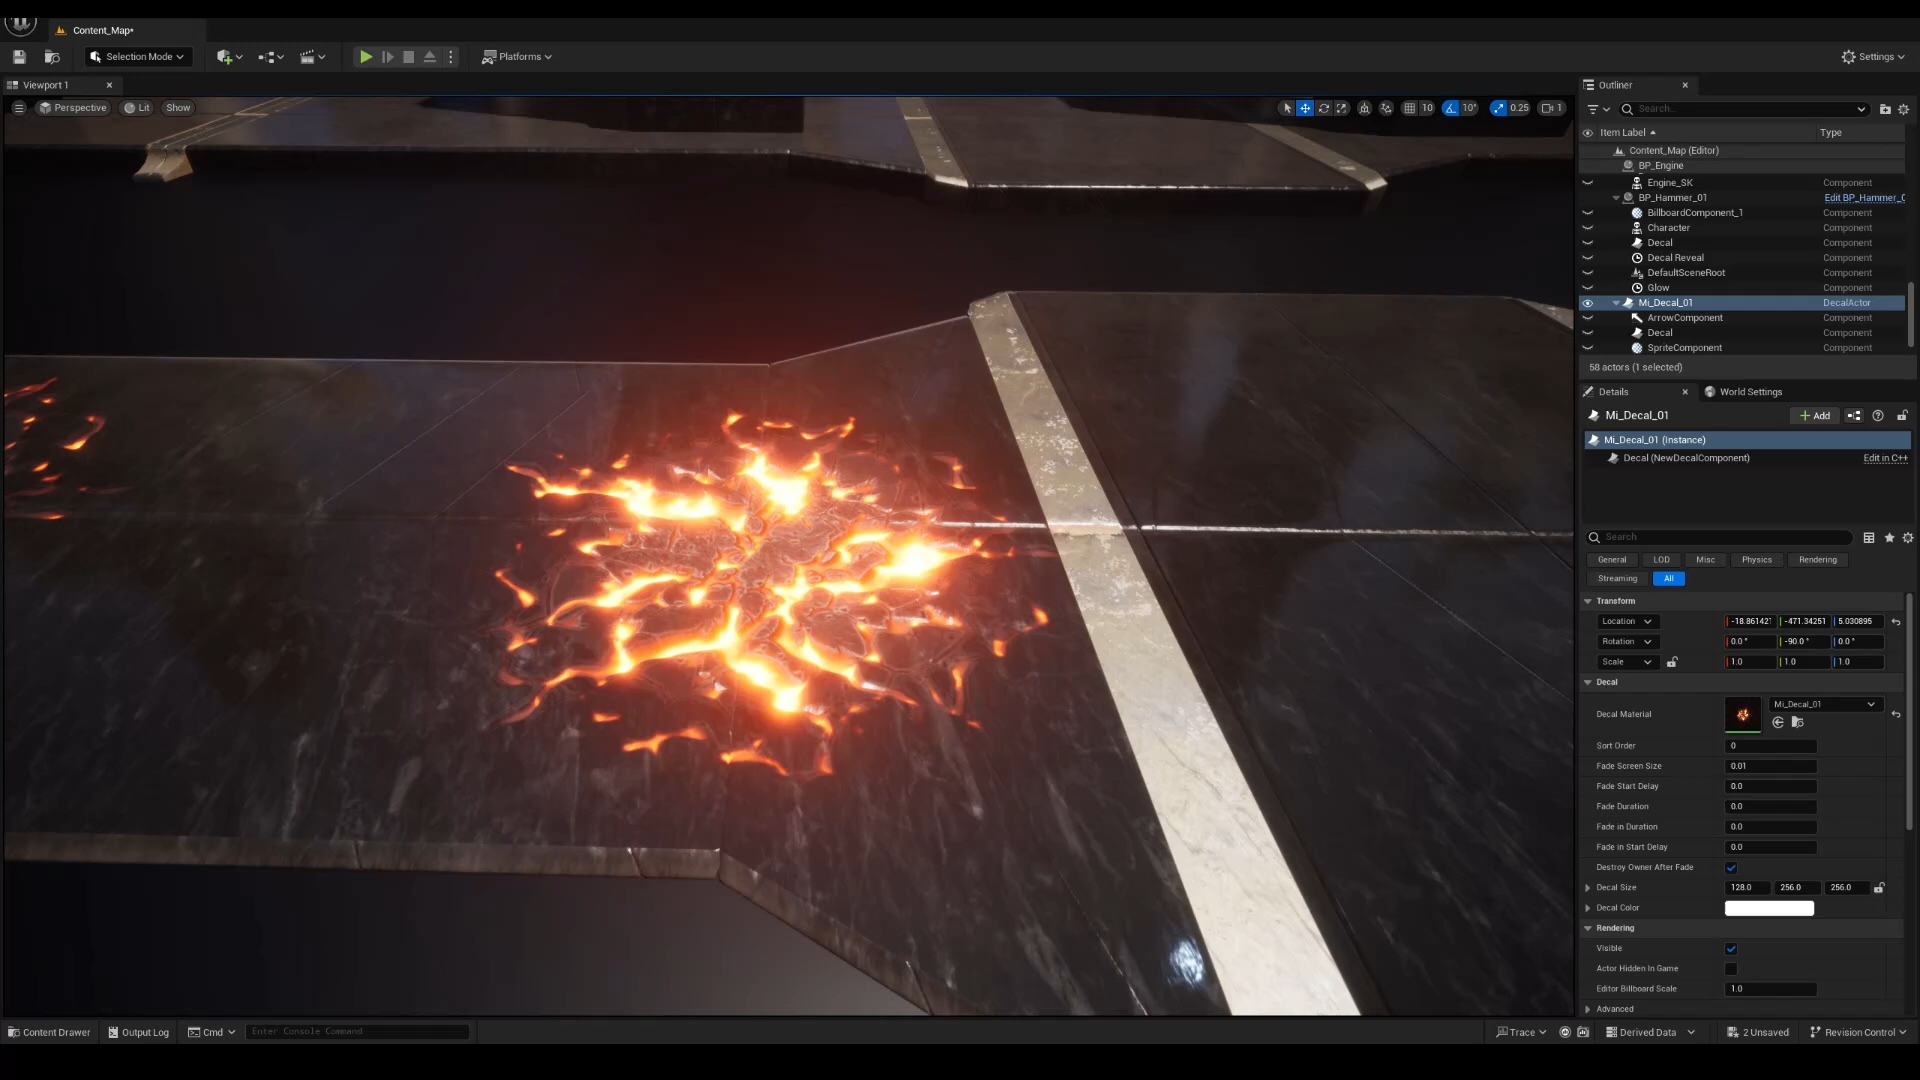 Content_Map*
Selection Mode
Platforms
Settings
Viewport 1
Outliner
Perspective
Lit
Show
10
10°
0.25
1
Search...
Item Label
Type
Content_Map (Editor)
BP_Engine
Engine_SK
Component
BP_Hammer_01
Edit BP_Hammer_0
BillboardComponent_1
Component
Character
Component
Decal
Component
Decal Reveal
Component
DefaultSceneRoot
Component
Glow
Component
Mi_Decal_01
DecalActor
ArrowComponent
Component
Decal
Component
SpriteComponent
Component
58 actors (1 selected)
Details
World Settings
Mi_Decal_01
+ Add
Mi_Decal_01 (Instance)
Decal (NewDecalComponent)
Edit in C++
Search
General
LOD
Misc
Physics
Rendering
Streaming
All
Transform
Location
-18.861421
-471.34251
5.030895
Rotation
0.0 °
-90.0 °
0.0 °
Scale
1.0
1.0
1.0
Decal
Decal Material
Mi_Decal_01
Sort Order
0
Fade Screen Size
0.01
Fade Start Delay
0.0
Fade Duration
0.0
Fade in Duration
0.0
Fade in Start Delay
0.0
Destroy Owner After Fade
Decal Size
128.0
256.0
256.0
Decal Color
Rendering
Visible
Actor Hidden In Game
Editor Billboard Scale
1.0
Advanced
Content Drawer
Output Log
Cmd
Enter Console Command
Trace
Derived Data
2 Unsaved
Revision Control